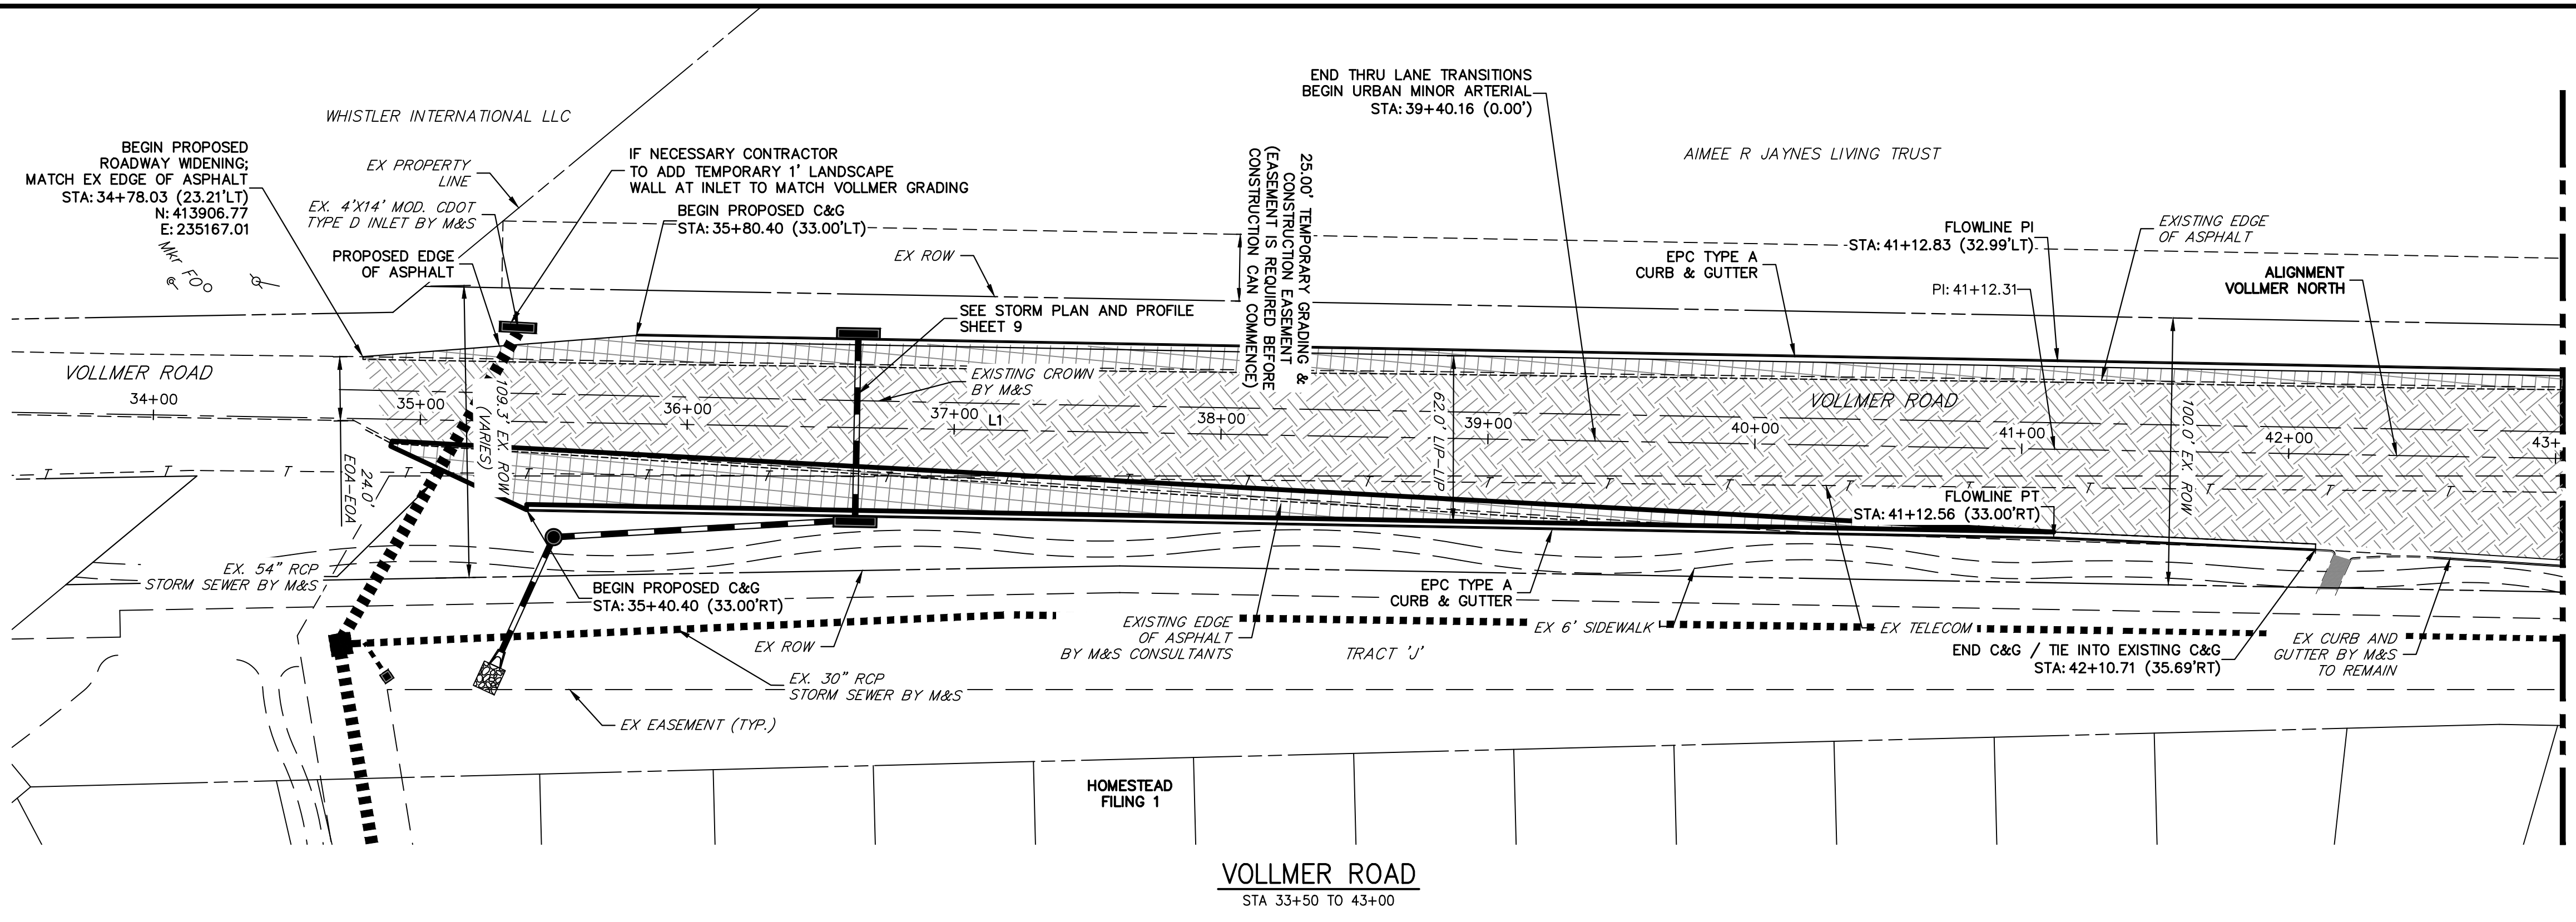 WHISTLER INTERNATIONAL LLC
BEGIN PROPOSED
ROADWAY WIDENING;
MATCH EX EDGE OF ASPHALT
STA: 34+78.03 (23.21'LT)
N: 413906.77
E: 235167.01
EX PROPERTY
LINE
EX. 4'X14' MOD. CDOT
TYPE D INLET BY M&S
PROPOSED EDGE
OF ASPHALT
MKr FO
IF NECESSARY CONTRACTOR
TO ADD TEMPORARY 1' LANDSCAPE
WALL AT INLET TO MATCH VOLLMER GRADING
BEGIN PROPOSED C&G
STA: 35+80.40 (33.00'LT)
EX ROW
SEE STORM PLAN AND PROFILE
SHEET 9
EXISTING CROWN
BY M&S
25.00' TEMPORARY GRADING &
CONSTRUCTION EASEMENT
(EASEMENT IS REQUIRED BEFORE
CONSTRUCTION CAN COMMENCE)
END THRU LANE TRANSITIONS
BEGIN URBAN MINOR ARTERIAL
STA: 39+40.16 (0.00')
AIMEE R JAYNES LIVING TRUST
EPC TYPE A
CURB & GUTTER
FLOWLINE PI
STA: 41+12.83 (32.99'LT)
PI: 41+12.31
EXISTING EDGE
OF ASPHALT
ALIGNMENT
VOLLMER NORTH
VOLLMER ROAD
VOLLMER ROAD
34+00
35+00
36+00
37+00
L1
38+00
39+00
40+00
41+00
42+00
43+
109.3' EX. ROW
(VARIES)
24.0'
EOA-EOA
62.0' LIP-LIP
100.0' EX. ROW
T T T T T T T T T T T T T T T T T T T
FLOWLINE PT
STA: 41+12.56 (33.00'RT)
EX. 54" RCP
STORM SEWER BY M&S
BEGIN PROPOSED C&G
STA: 35+40.40 (33.00'RT)
EX ROW
EX. 30" RCP
STORM SEWER BY M&S
EX EASEMENT (TYP.)
EXISTING EDGE
OF ASPHALT
BY M&S CONSULTANTS
EPC TYPE A
CURB & GUTTER
TRACT 'J'
EX 6' SIDEWALK
EX TELECOM
END C&G / TIE INTO EXISTING C&G
STA: 42+10.71 (35.69'RT)
EX CURB AND
GUTTER BY M&S
TO REMAIN
HOMESTEAD
FILING 1
VOLLMER ROAD
STA 33+50 TO 43+00